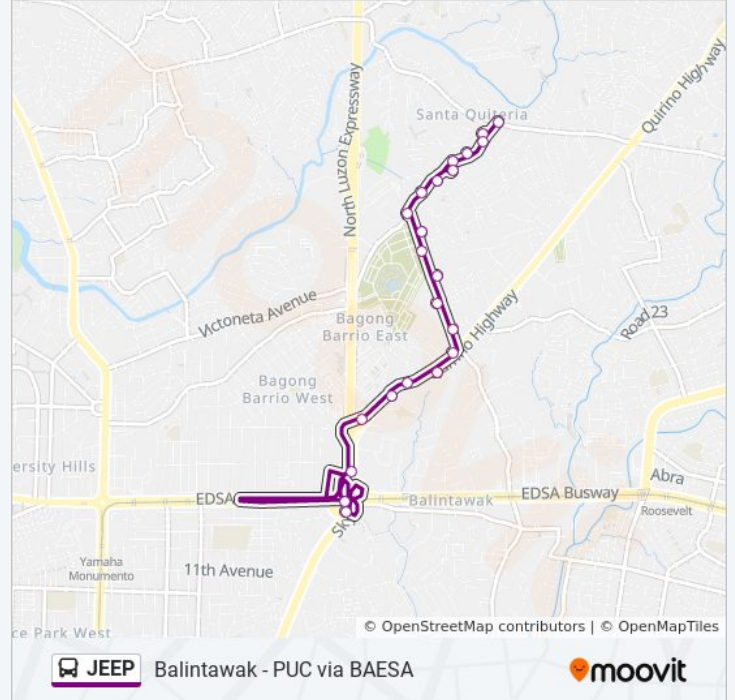 Quirino Highway
Santa Quiteria
North Luzon Expressway
Victoneta Avenue
Bagong
Barrio East
Highway
Road 23
Bagong
Barrio West
ersity Hills
EDSA
Balintawak
EDSA Busway
Abra
Roosevelt
Sky
Yamaha
Monumento
11th Avenue
ce Park West
© OpenStreetMap contributors | © OpenMapTiles
JEEP
Balintawak - PUC via BAESA
moovit